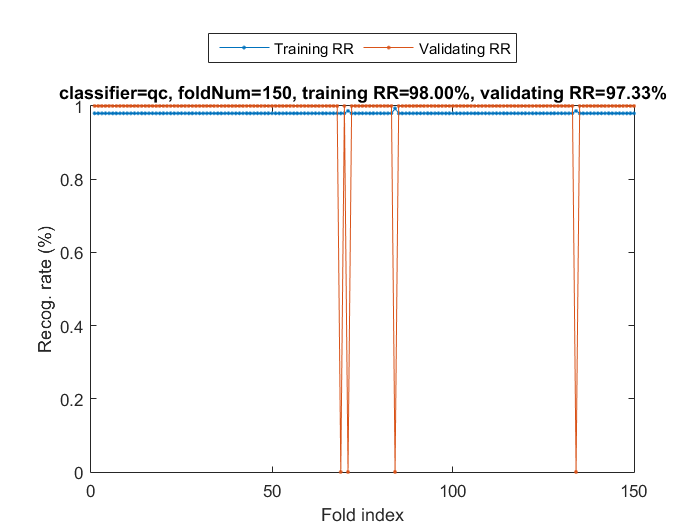 Training RR Validating RR
classifier=qc, foldNum=150, training RR=98.00%, validating RR=97.33%
1
0.8
0.6
0.4
0.2
0
Recog. rate (%)
0 50 100 150
Fold index